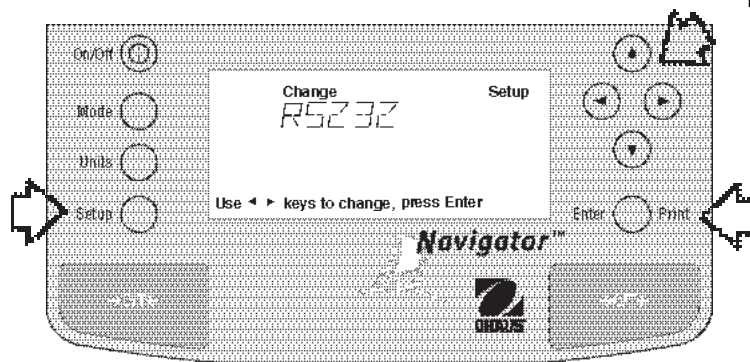 On/Off
Change Setup
RS232
Mode
Units
Use ◄ ► keys to change, press Enter
Setup
Enter Print
Navigator™
OHAUS